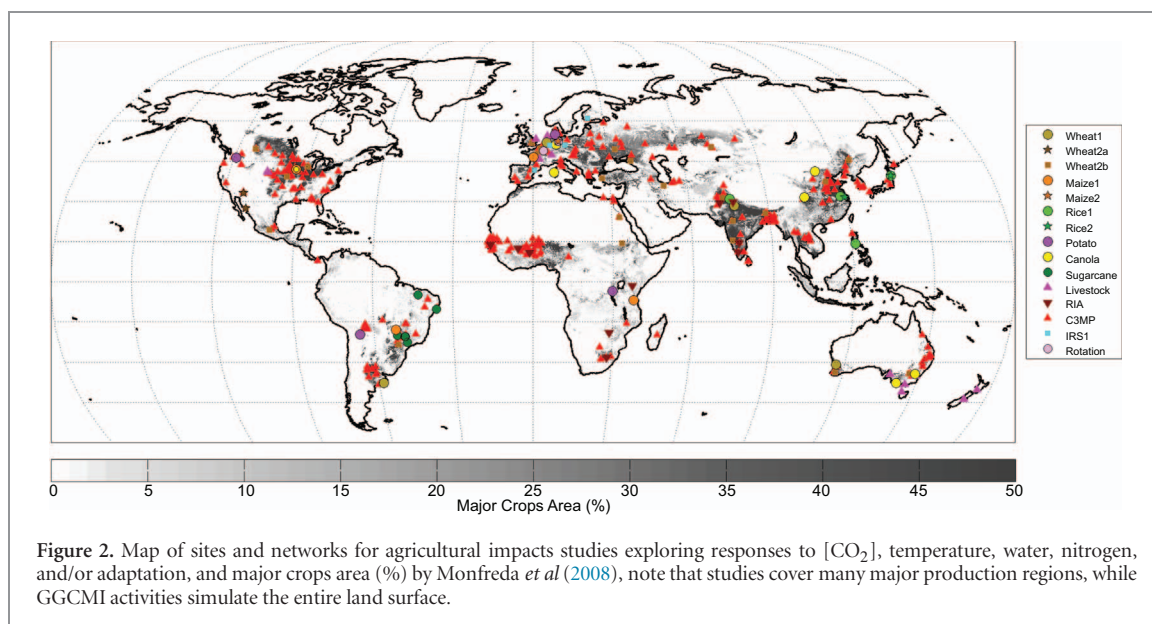 Wheat1
Wheat2a
Wheat2b
Maize1
Maize2
Rice1
Rice2
Potato
Canola
Sugarcane
Livestock
RIA
C3MP
IRS1
Rotation
0 5 10 15 20 25 30 35 40 45 50
Major Crops Area (%)
Figure 2. Map of sites and networks for agricultural impacts studies exploring responses to [CO₂], temperature, water, nitrogen,
and/or adaptation, and major crops area (%) by Monfreda et al (2008), note that studies cover many major production regions, while
GGCMI activities simulate the entire land surface.